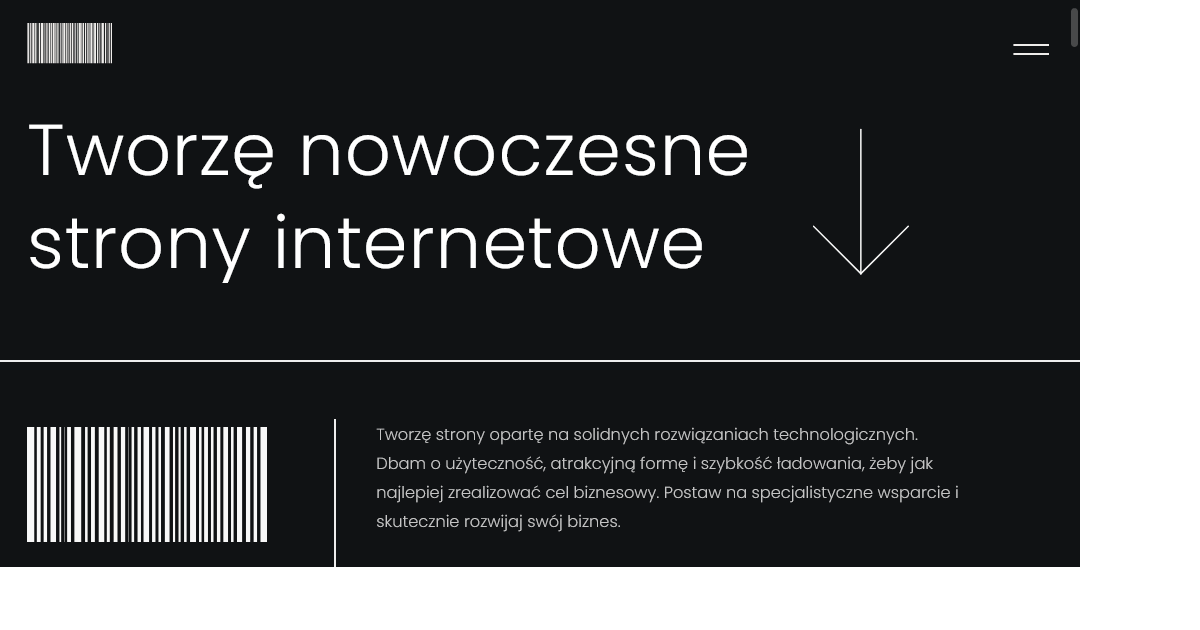 Tworzę nowoczesne
strony internetowe
Tworzę strony opartę na solidnych rozwiązaniach technologicznych.
Dbam o użyteczność, atrakcyjną formę i szybkość ładowania, żeby jak
najlepiej zrealizować cel biznesowy. Postaw na specjalistyczne wsparcie i
skutecznie rozwijaj swój biznes.